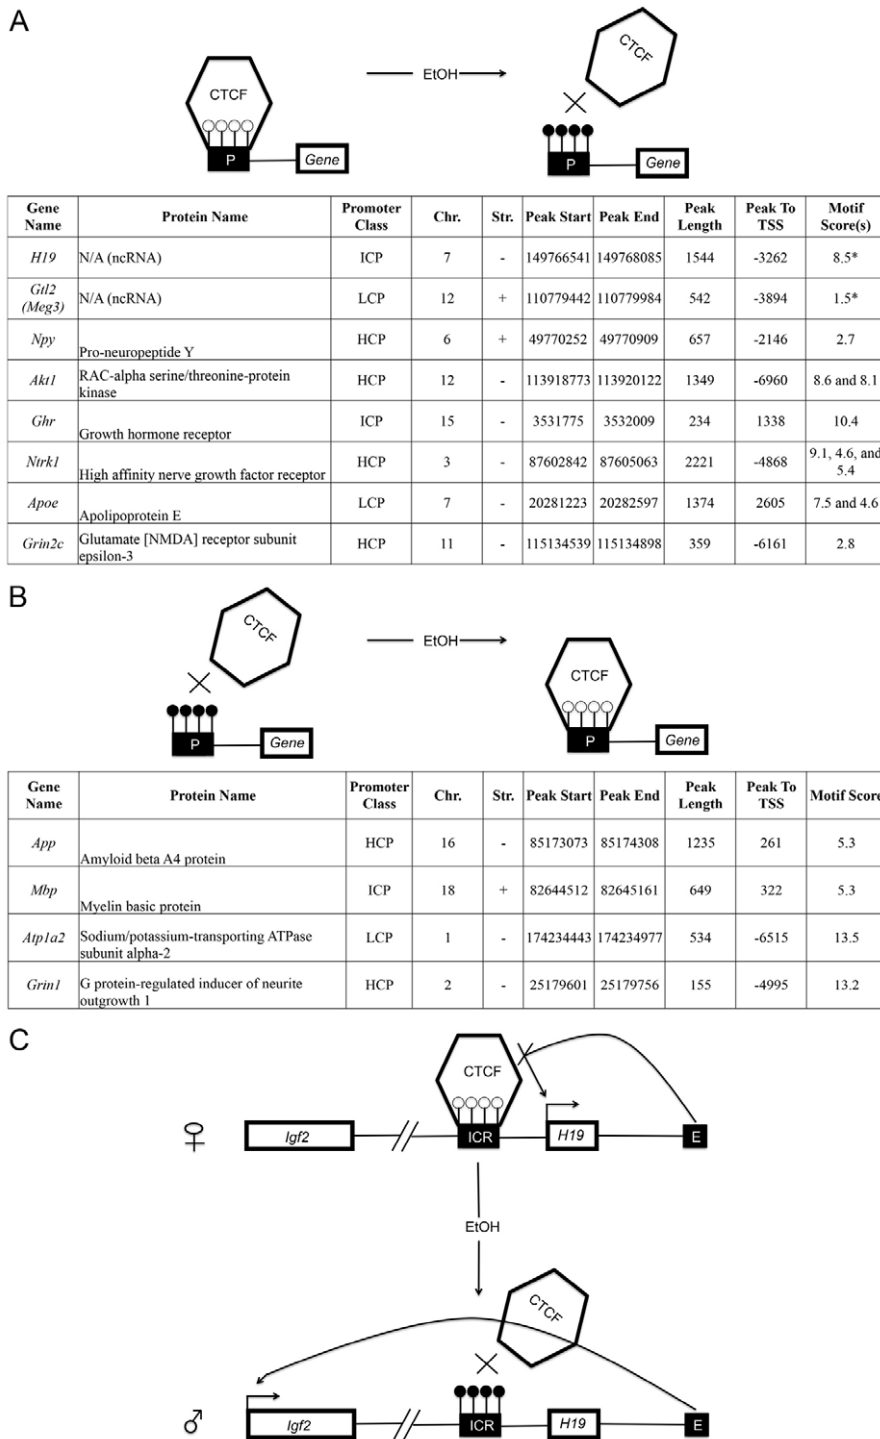 A
CTCF
EtOH
CTCF
P
Gene
P
Gene
Gene Name Protein Name Promoter Class Chr. Str. Peak Start Peak End Peak Length Peak To TSS Motif Score(s)
H19 N/A (ncRNA) ICP 7 - 149766541 149768085 1544 -3262 8.5*
Gtl2 (Meg3) N/A (ncRNA) LCP 12 + 110779442 110779984 542 -3894 1.5*
Npy Pro-neuropeptide Y HCP 6 + 49770252 49770909 657 -2146 2.7
Akt1 RAC-alpha serine/threonine-protein kinase HCP 12 - 113918773 113920122 1349 -6960 8.6 and 8.1
Ghr Growth hormone receptor ICP 15 - 3531775 3532009 234 1338 10.4
Ntrk1 High affinity nerve growth factor receptor HCP 3 - 87602842 87605063 2221 -4868 9.1, 4.6, and 5.4
Apoe Apolipoprotein E LCP 7 - 20281223 20282597 1374 2605 7.5 and 4.6
Grin2c Glutamate [NMDA] receptor subunit epsilon-3 HCP 11 - 115134539 115134898 359 -6161 2.8
B
CTCF
EtOH
CTCF
P
Gene
P
Gene
Gene Name Protein Name Promoter Class Chr. Str. Peak Start Peak End Peak Length Peak To TSS Motif Score
App Amyloid beta A4 protein HCP 16 - 85173073 85174308 1235 261 5.3
Mbp Myelin basic protein ICP 18 + 82644512 82645161 649 322 5.3
Atp1a2 Sodium/potassium-transporting ATPase subunit alpha-2 LCP 1 - 174234443 174234977 534 -6515 13.5
Grin1 G protein-regulated inducer of neurite outgrowth 1 HCP 2 - 25179601 25179756 155 -4995 13.2
C
CTCF
♀
Igf2
ICR
H19
E
EtOH
CTCF
♂
Igf2
ICR
H19
E